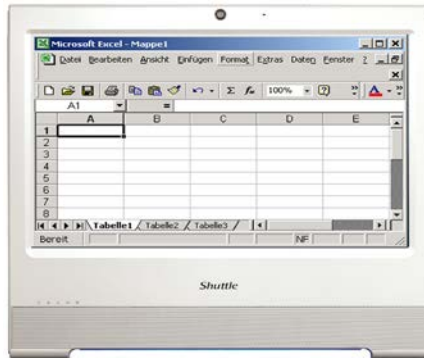 Microsoft Excel - Mappe1
Datei Bearbeiten Ansicht Einfügen Format Extras Daten Fenster ?
Σ fx 100% ? A
A1 =
A B C D E
1
2
3
4
5
6
7
8
Tabelle1 Tabelle2 Tabelle3
Bereit NF
Shuttle